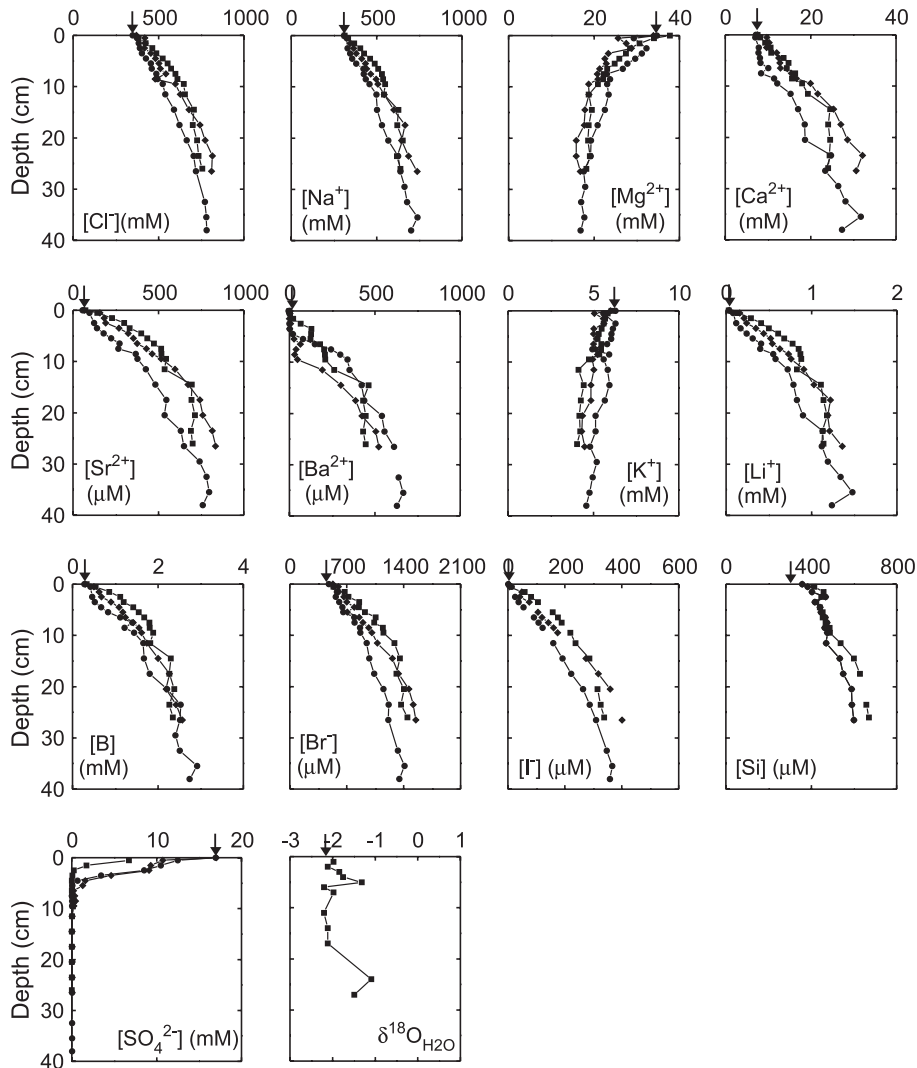 0 500 1000
0 500 1000
0 20 40
0 20 40
Depth (cm)
0
10
20
30
40
[Cl⁻](mM)
[Na⁺]
(mM)
[Mg²⁺]
(mM)
[Ca²⁺]
(mM)
0 500 1000
0 500 1000
0 5 10
0 1 2
Depth (cm)
0
10
20
30
40
[Sr²⁺]
(μM)
[Ba²⁺]
(μM)
[K⁺]
(mM)
[Li⁺]
(mM)
0 2 4
0 700 1400 2100
0 200 400 600
0 400 800
Depth (cm)
0
10
20
30
40
[B]
(mM)
[Br⁻]
(μM)
[I⁻] (μM)
[Si] (μM)
0 10 20
-3 -2 -1 0 1
Depth (cm)
0
10
20
30
40
[SO₄²⁻] (mM)
δ¹⁸O_H2O